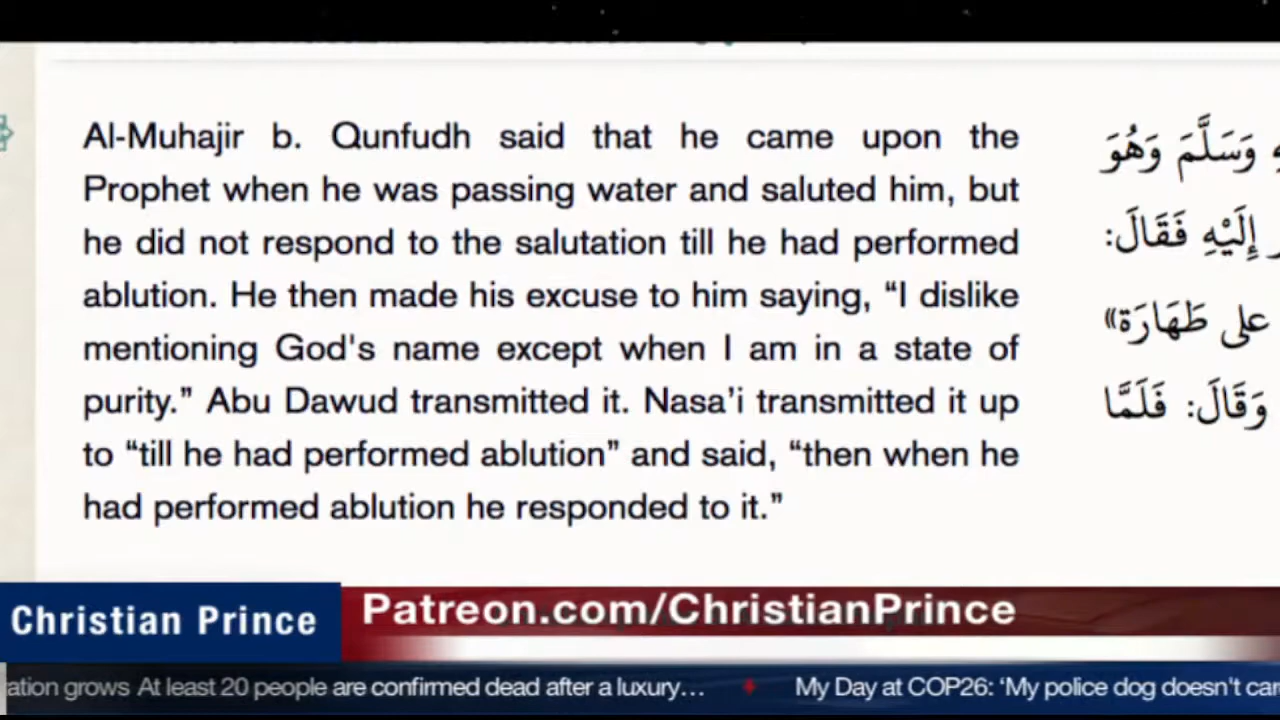 Al-Muhajir b. Qunfudh said that he came upon the
Prophet when he was passing water and saluted him, but
he did not respond to the salutation till he had performed
ablution. He then made his excuse to him saying, “I dislike
mentioning God's name except when I am in a state of
purity.” Abu Dawud transmitted it. Nasa’i transmitted it up
to “till he had performed ablution” and said, “then when he
had performed ablution he responded to it.”
وَسَلَّمَ وَهُوَ
إِلَيْهِ فَقَالَ:
على طَهَارَة»
وَقَالَ: فَلَمَّا
Christian Prince
Patreon.com/ChristianPrince
ation grows At least 20 people are confirmed dead after a luxury... My Day at COP26: ‘My police dog doesn't car